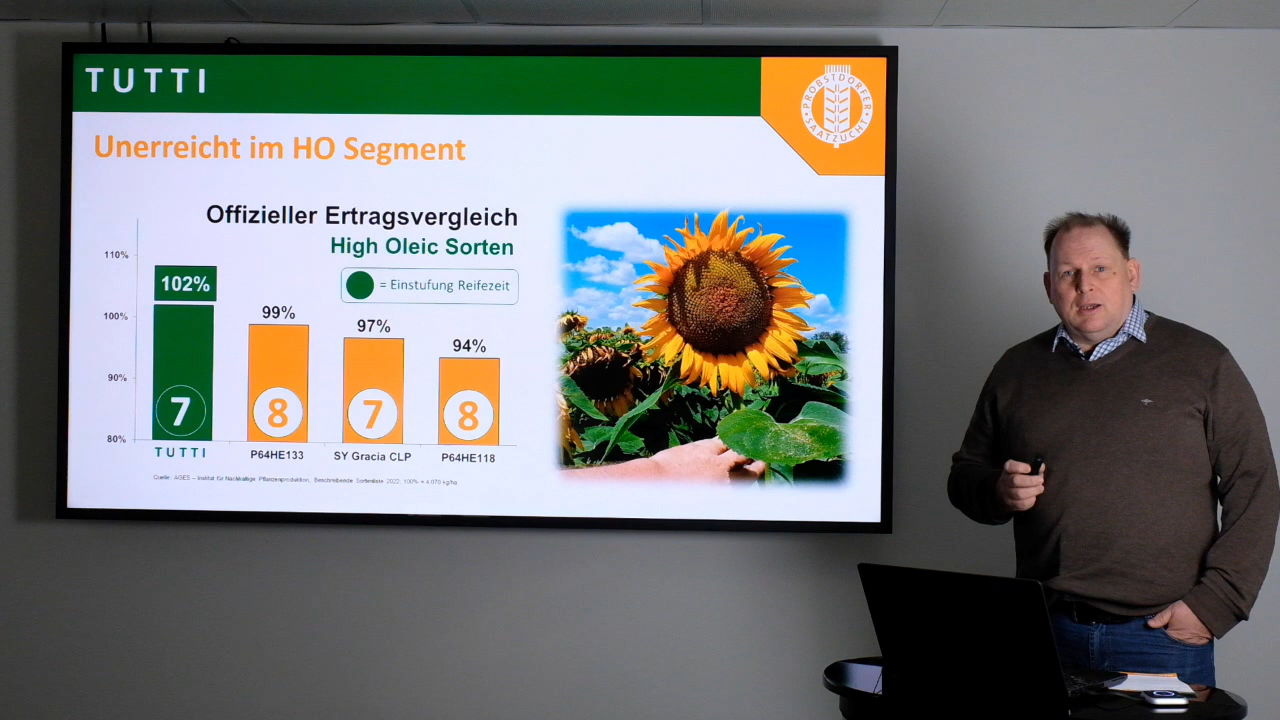 TUTTI
PROBSTDORFER
SAATZUCHT
Unerreicht im HO Segment
Offizieller Ertragsvergleich
High Oleic Sorten
= Einstufung Reifezeit
110%
100%
90%
80%
102%
99%
97%
94%
7
8
7
8
TUTTI
P64HE133
SY Gracia CLP
P64HE118
Quelle: AGES – Institut für Nachhaltige Pflanzenproduktion, Beschreibende Sortenliste 2022; 100% = 4.070 kg/ha